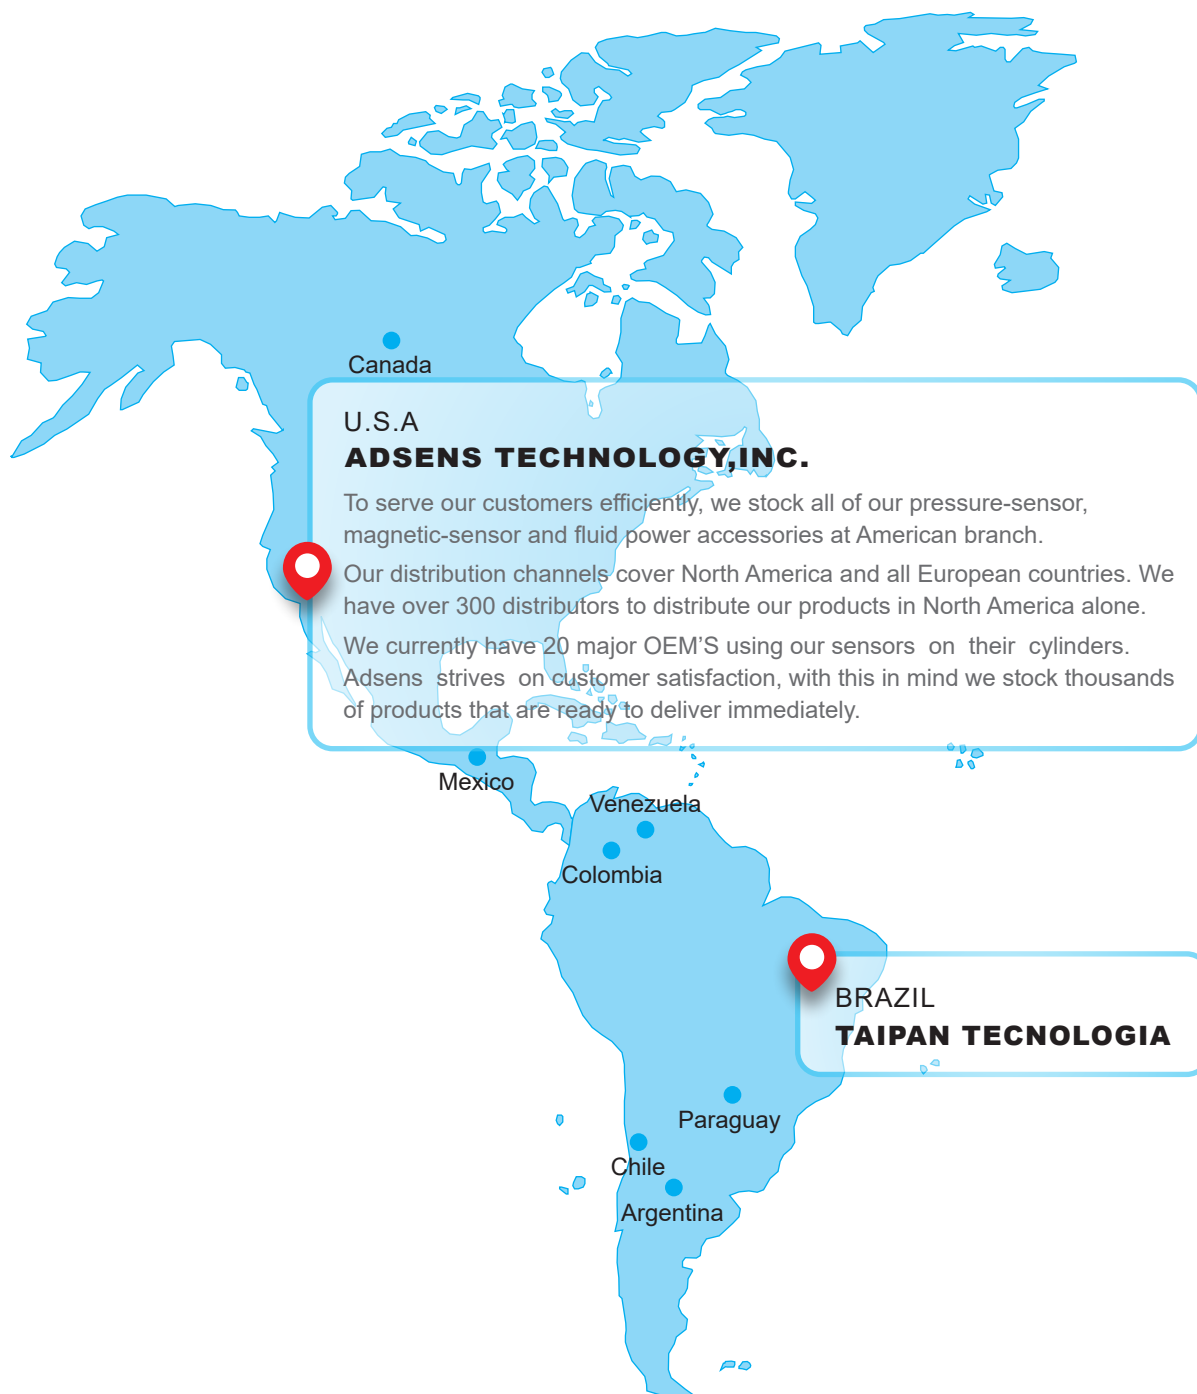 Canada
U.S.A
ADSENS TECHNOLOGY,INC.
To serve our customers efficiently, we stock all of our pressure-sensor,
magnetic-sensor and fluid power accessories at American branch.
Our distribution channels cover North America and all European countries. We
have over 300 distributors to distribute our products in North America alone.
We currently have 20 major OEM'S using our sensors on their cylinders.
Adsens strives on customer satisfaction, with this in mind we stock thousands
of products that are ready to deliver immediately.
Mexico
Venezuela
Colombia
BRAZIL
TAIPAN TECNOLOGIA
Paraguay
Chile
Argentina